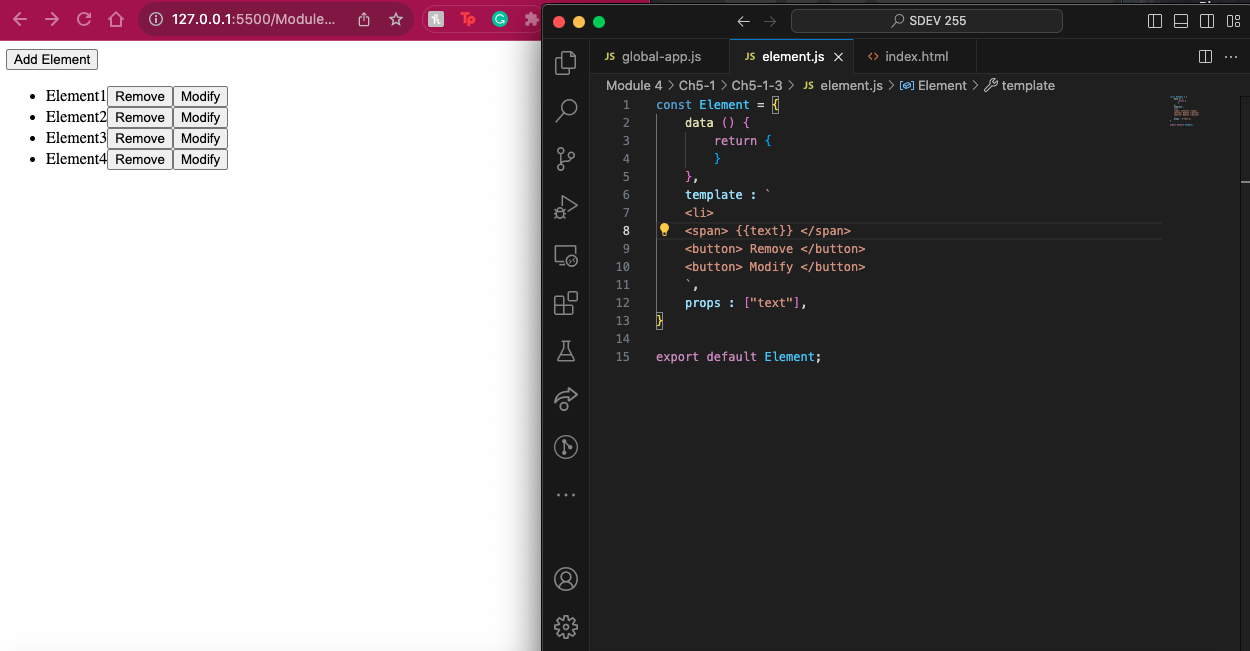 127.0.0.1:5500/Module...
Tp
G
Add Element
Element1 Remove Modify
Element2 Remove Modify
Element3 Remove Modify
Element4 Remove Modify
SDEV 255
JS global-app.js
JS element.js
<> index.html
Module 4 > Ch5-1 > Ch5-1-3 > JS element.js > Element > template
1 const Element = {
2 data () {
3 return {
4 }
5 },
6 template : `
7 <li>
8 <span> {{text}} </span>
9 <button> Remove </button>
10 <button> Modify </button>
11 `,
12 props : ["text"],
13 }
14
15 export default Element;